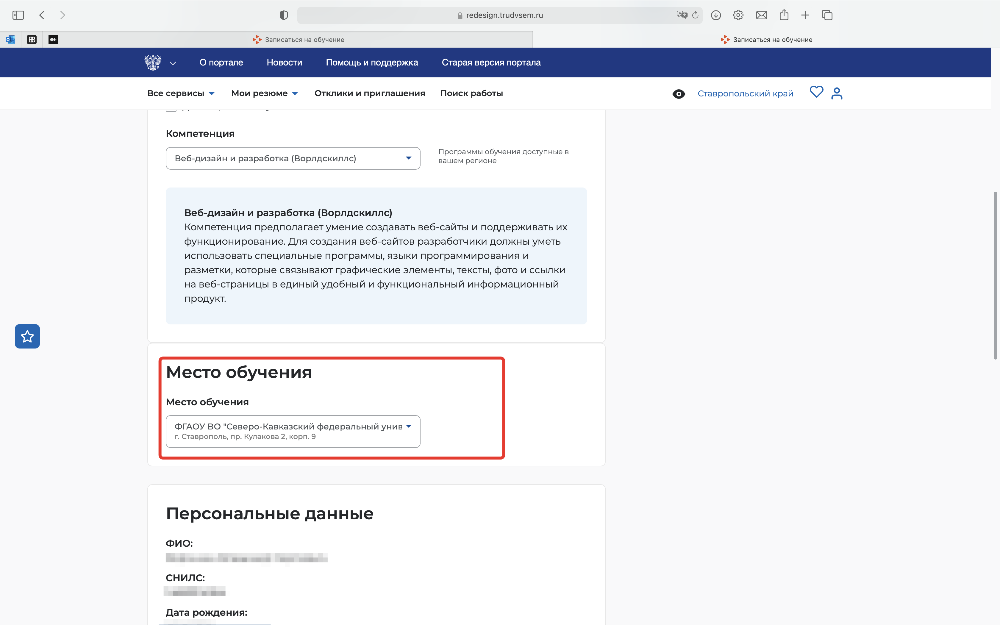 redesign.trudvsem.ru
Записаться на обучение
Записаться на обучение
О портале
Новости
Помощь и поддержка
Старая версия портала
Все сервисы
Мои резюме
Отклики и приглашения
Поиск работы
Ставропольский край
Компетенция
Веб-дизайн и разработка (Ворлдскиллс)
Программы обучения доступные в
вашем регионе
Веб-дизайн и разработка (Ворлдскиллс)
Компетенция предполагает умение создавать веб-сайты и поддерживать их
функционирование. Для создания веб-сайтов разработчики должны уметь
использовать специальные программы, языки программирования и
разметки, которые связывают графические элементы, тексты, фото и ссылки
на веб-страницы в единый удобный и функциональный информационный
продукт.
Место обучения
Место обучения
ФГАОУ ВО "Северо-Кавказский федеральный унив
г. Ставрополь, пр. Кулакова 2, корп. 9
Персональные данные
ФИО:
СНИЛС:
Дата рождения: